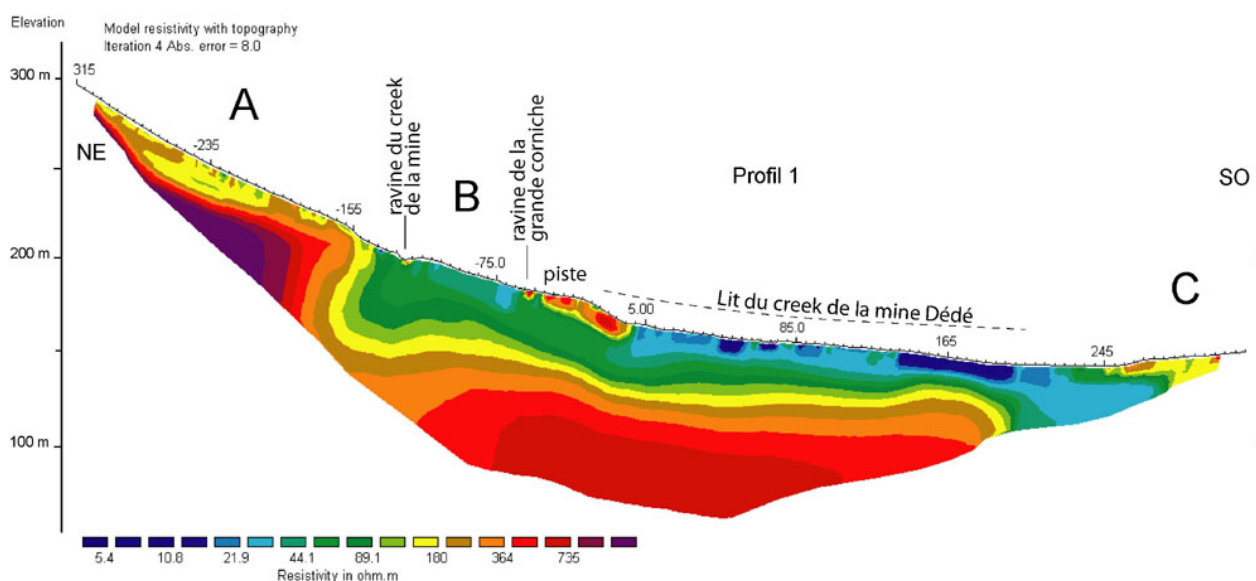 Elevation
Model resistivity with topography
Iteration 4 Abs. error = 8.0
300 m
315
A
NE
-235
ravine du creek
de la mine
-155
B
ravine de la
grande corniche
Profil 1
SO
200 m
-75.0
piste
Lit du creek de la mine Dédé
C
5.00
85.0
165
245
100 m
5.4 10.8 21.9 44.1 89.1 180 364 735
Resistivity in ohm.m